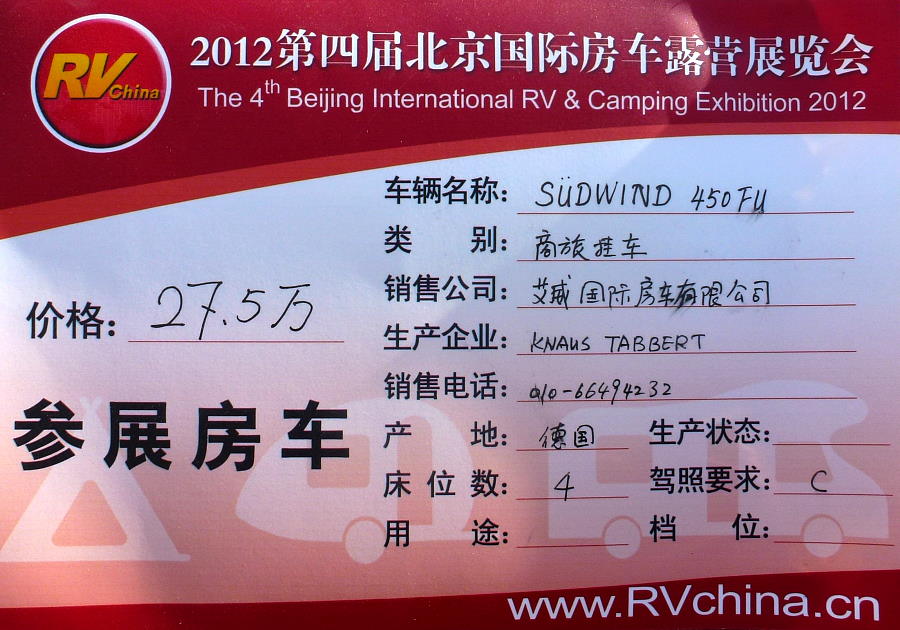 RV China
2012第四届北京国际房车露营展览会
The 4th Beijing International RV & Camping Exhibition 2012
车辆名称: SÜDWIND 450FU
类别: 商旅挂车
销售公司: 艾威国际房车有限公司
价格: 27.5万
生产企业: KNAUS TABBERT
销售电话: 010-66494232
参展房车
产地: 德国 生产状态:
床位数: 4 驾照要求: C
用途: 档位:
www.RVchina.cn